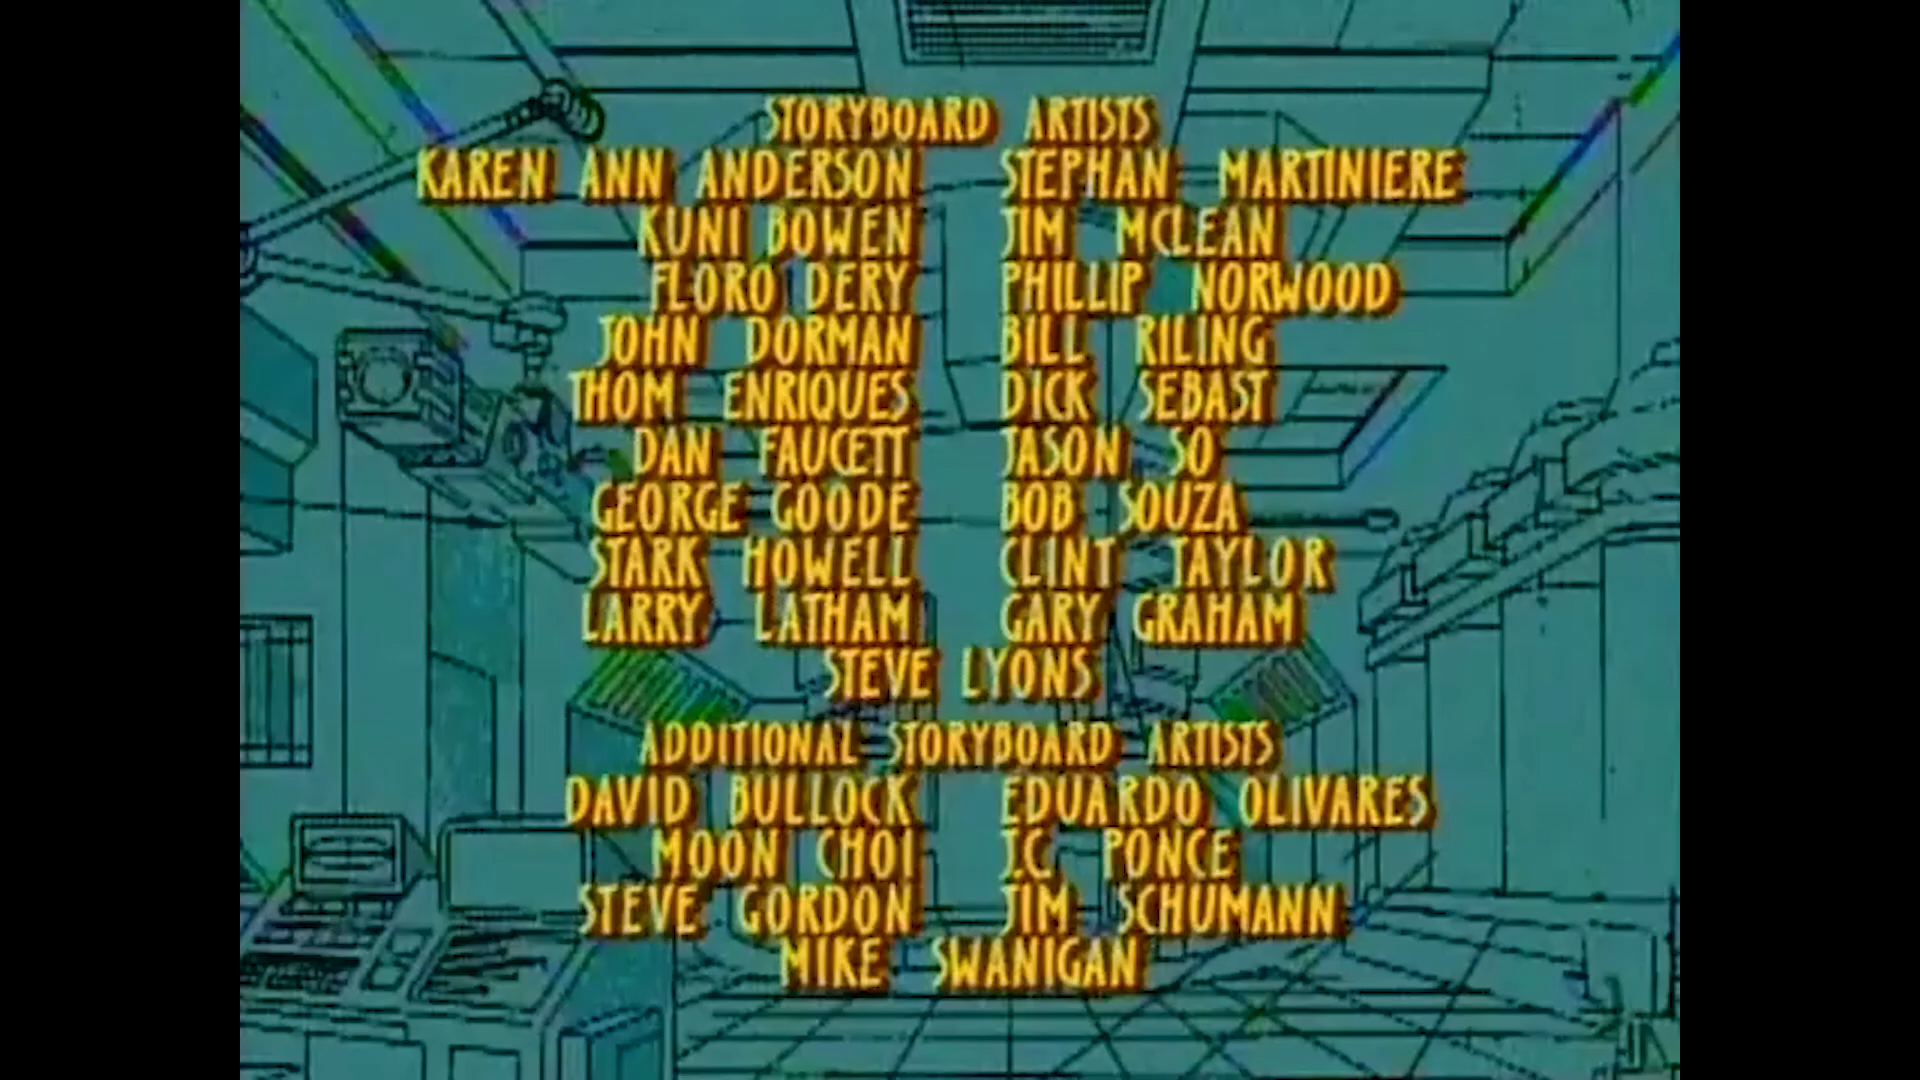 STORYBOARD ARTISTS
KAREN ANN ANDERSON STEPHAN MARTINIERE
KUNI BOWEN JIM MCLEAN
FLORO DERY PHILLIP NORWOOD
JOHN DORMAN BILL RILING
THOM ENRIQUES DICK SEBAST
DAN FAUCETT JASON SO
GEORGE GOODE BOB SOUZA
STARK HOWELL CLINT TAYLOR
LARRY LATHAM GARY GRAHAM
STEVE LYONS
ADDITIONAL STORYBOARD ARTISTS
DAVID BULLOCK EDUARDO OLIVARES
MOON CHOI J.C. PONCE
STEVE GORDON JIM SCHUMANN
MIKE SWANIGAN